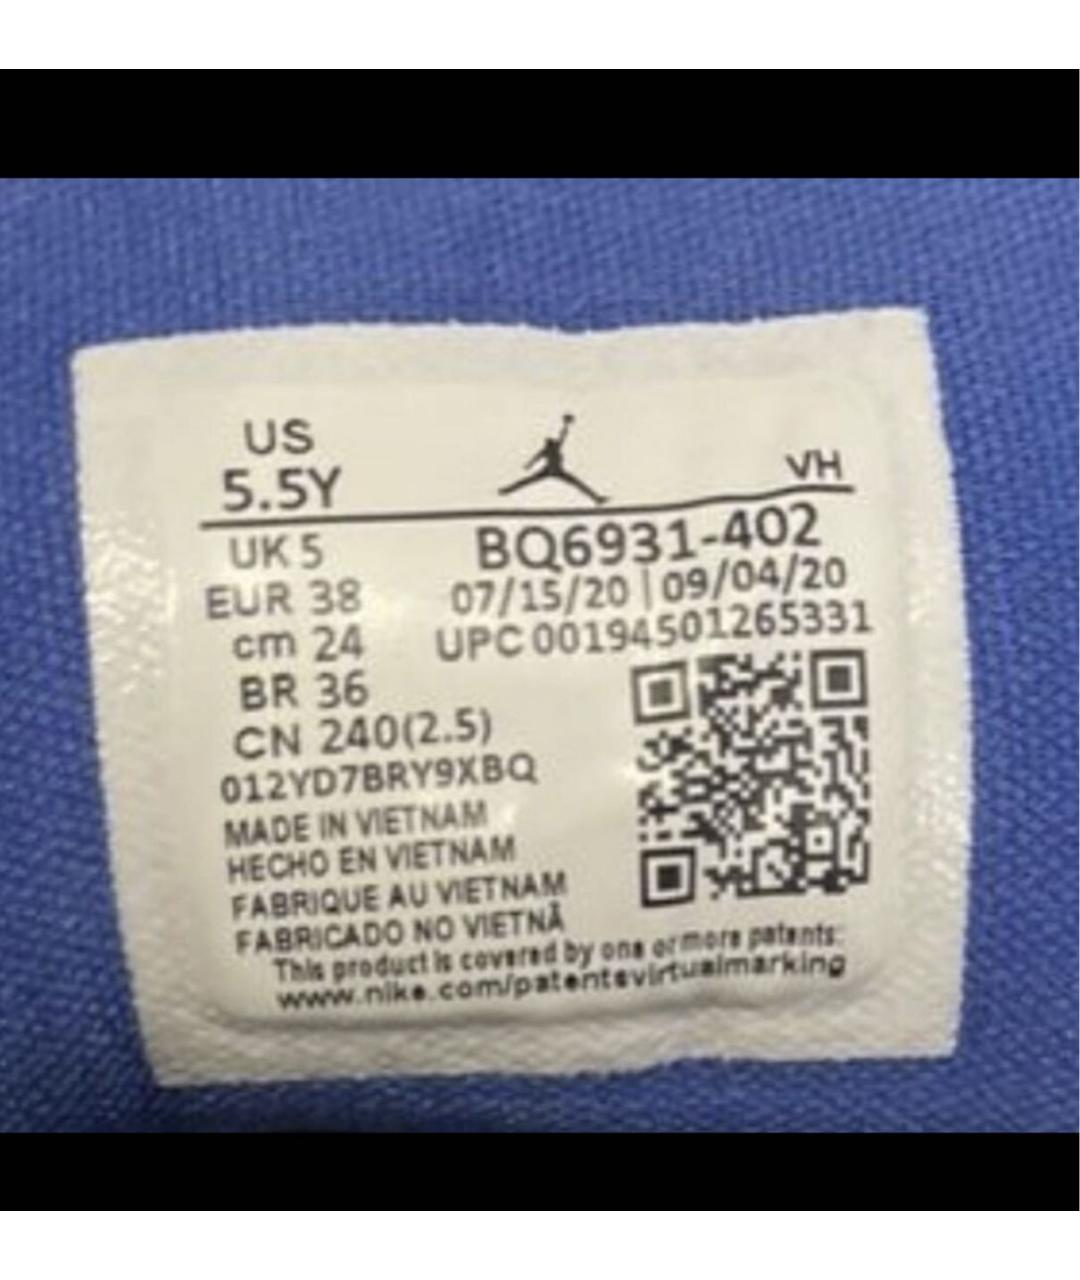 US
5.5Y
VH
UK 5
BQ6931-402
EUR 38
07/15/20 | 09/04/20
cm 24
UPC 00194501265331
BR 36
CN 240(2.5)
012YD7BRY9XBQ
MADE IN VIETNAM
HECHO EN VIETNAM
FABRIQUE AU VIETNAM
FABRICADO NO VIETNÃ
This product is covered by one or more patents:
www.nike.com/patentsvirtualmarking